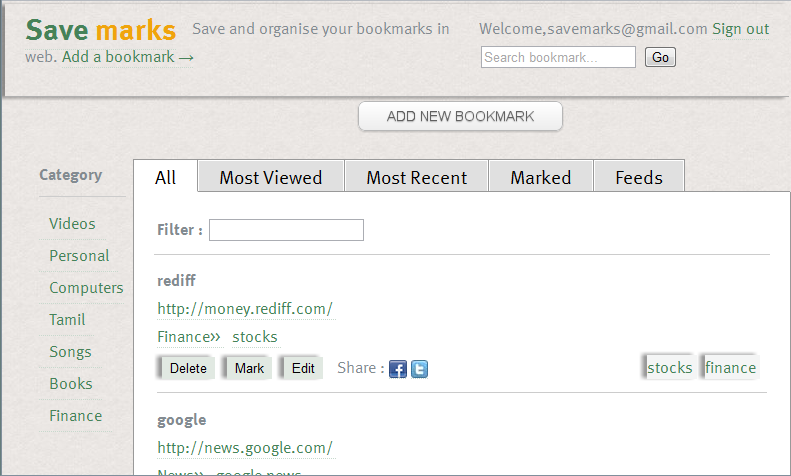 Save marks Save and organise your bookmarks in web. Add a bookmark →
Welcome,savemarks@gmail.com Sign out
Search bookmark... Go
ADD NEW BOOKMARK
Category
Videos
Personal
Computers
Tamil
Songs
Books
Finance
All Most Viewed Most Recent Marked Feeds
Filter :
rediff
http://money.rediff.com/
Finance>> stocks
Delete Mark Edit Share : stocks finance
google
http://news.google.com/
News>> google news